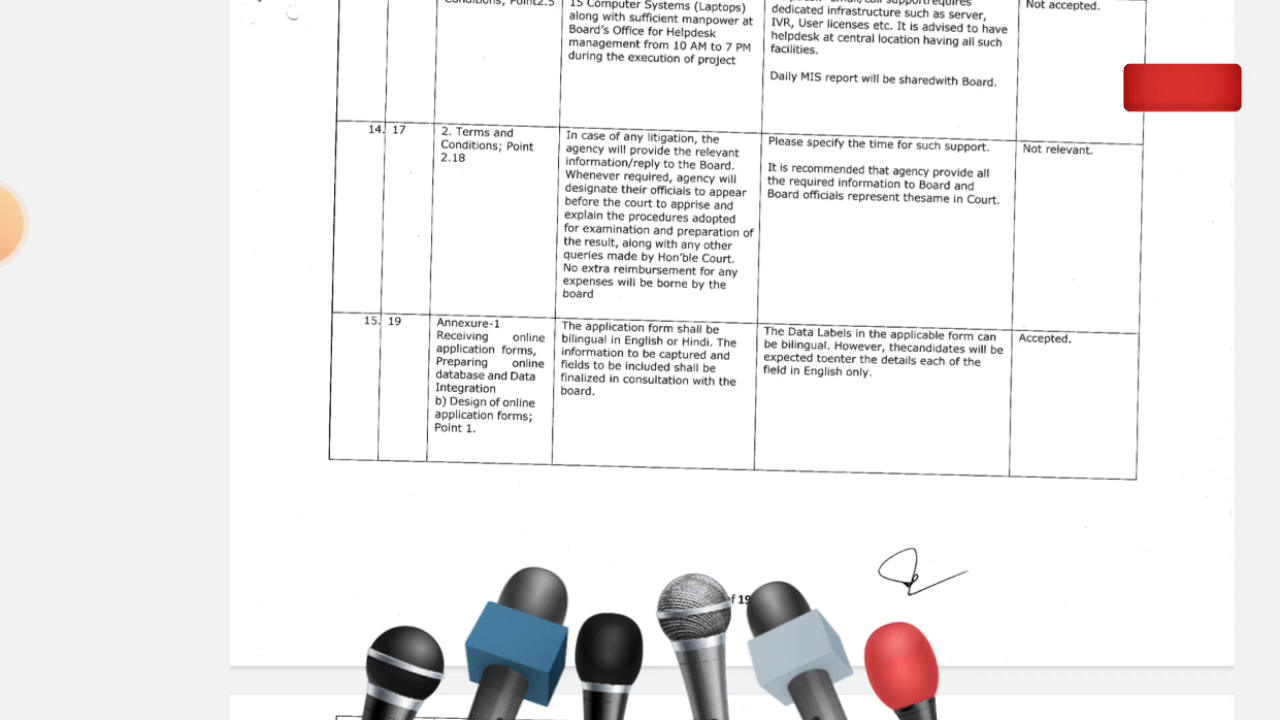 15 Computer Systems (Laptops)
along with sufficient manpower at
Board's Office for Helpdesk
management from 10 AM to 7 PM
during the execution of project
dedicated infrastructure such as server,
IVR, User licenses etc. It is advised to have
helpdesk at central location having all such
facilities.
Daily MIS report will be sharedwith Board.
Not accepted.
14. 17
2. Terms and
Conditions; Point
2.18
In case of any litigation, the
agency will provide the relevant
information/reply to the Board.
Whenever required, agency will
designate their officials to appear
before the court to apprise and
explain the procedures adopted
for examination and preparation of
the result, along with any other
queries made by Hon'ble Court.
No extra reimbursement for any
expenses will be borne by the
board
Please specify the time for such support.
It is recommended that agency provide all
the required information to Board and
Board officials represent thesame in Court.
Not relevant.
15. 19
Annexure-1
Receiving online
application forms,
Preparing online
database and Data
Integration
b) Design of online
application forms;
Point 1.
The application form shall be
bilingual in English or Hindi. The
information to be captured and
fields to be included shall be
finalized in consultation with the
board.
The Data Labels in the applicable form can
be bilingual. However, thecandidates will be
expected toenter the details each of the
field in English only.
Accepted.
19